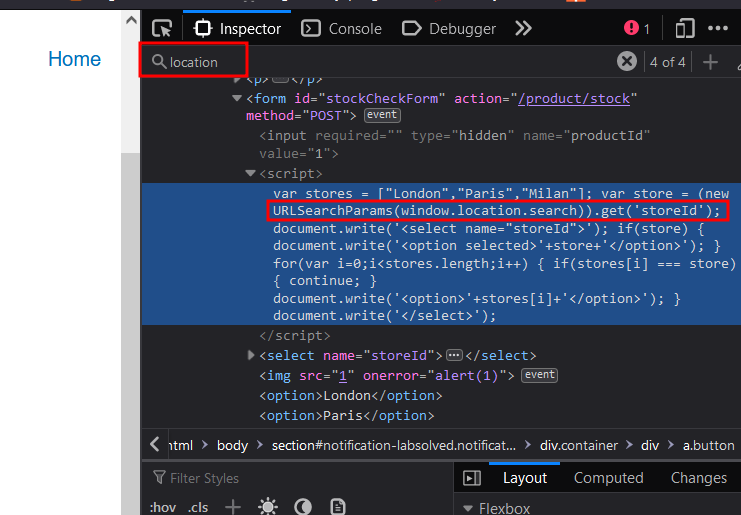 Home
Inspector Console Debugger 1
location 4 of 4
<p> </p>
<form id="stockCheckForm" action="/product/stock"
method="POST"> event
<input required="" type="hidden" name="productId"
value="1">
<script>
var stores = ["London","Paris","Milan"]; var store = (new
URLSearchParams(window.location.search)).get('storeId');
document.write('<select name="storeId">'); if(store) {
document.write('<option selected>'+store+'</option>'); }
for(var i=0;i<stores.length;i++) { if(stores[i] === store)
{ continue; }
document.write('<option>'+stores[i]+'</option>'); }
document.write('</select>');
</script>
<select name="storeId"> </select>
<img src="1" onerror="alert(1)"> event
<option>London</option>
<option>Paris</option>
html body section#notification-labsolved.notificat... div.container div a.button
Filter Styles Layout Computed Changes
:hov .cls Flexbox